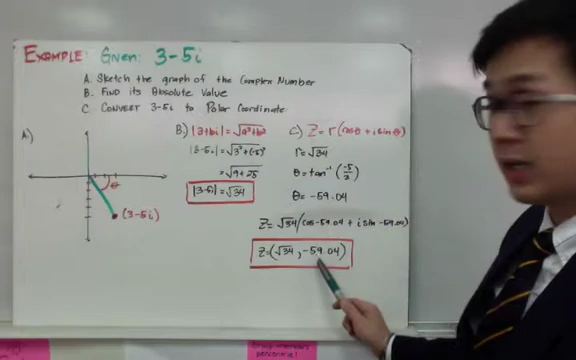 EXAMPLE: Given: 3-5i
A. Sketch the graph of the Complex Number
B. Find its Absolute Value
C. Convert 3-5i to Polar Coordinate
A)
θ
(3-5i)
B) |a+bi| = √a²+b²
|3-5i| = √3²+(-5)²
= √9+25
|3-5i| = √34
C) Z = r(cosθ + i sinθ)
r = √34
θ = tan⁻¹(-5/3)
θ = -59.04
Z = √34(cos-59.04 + i sin -59.04)
Z = (√34, -59.04)